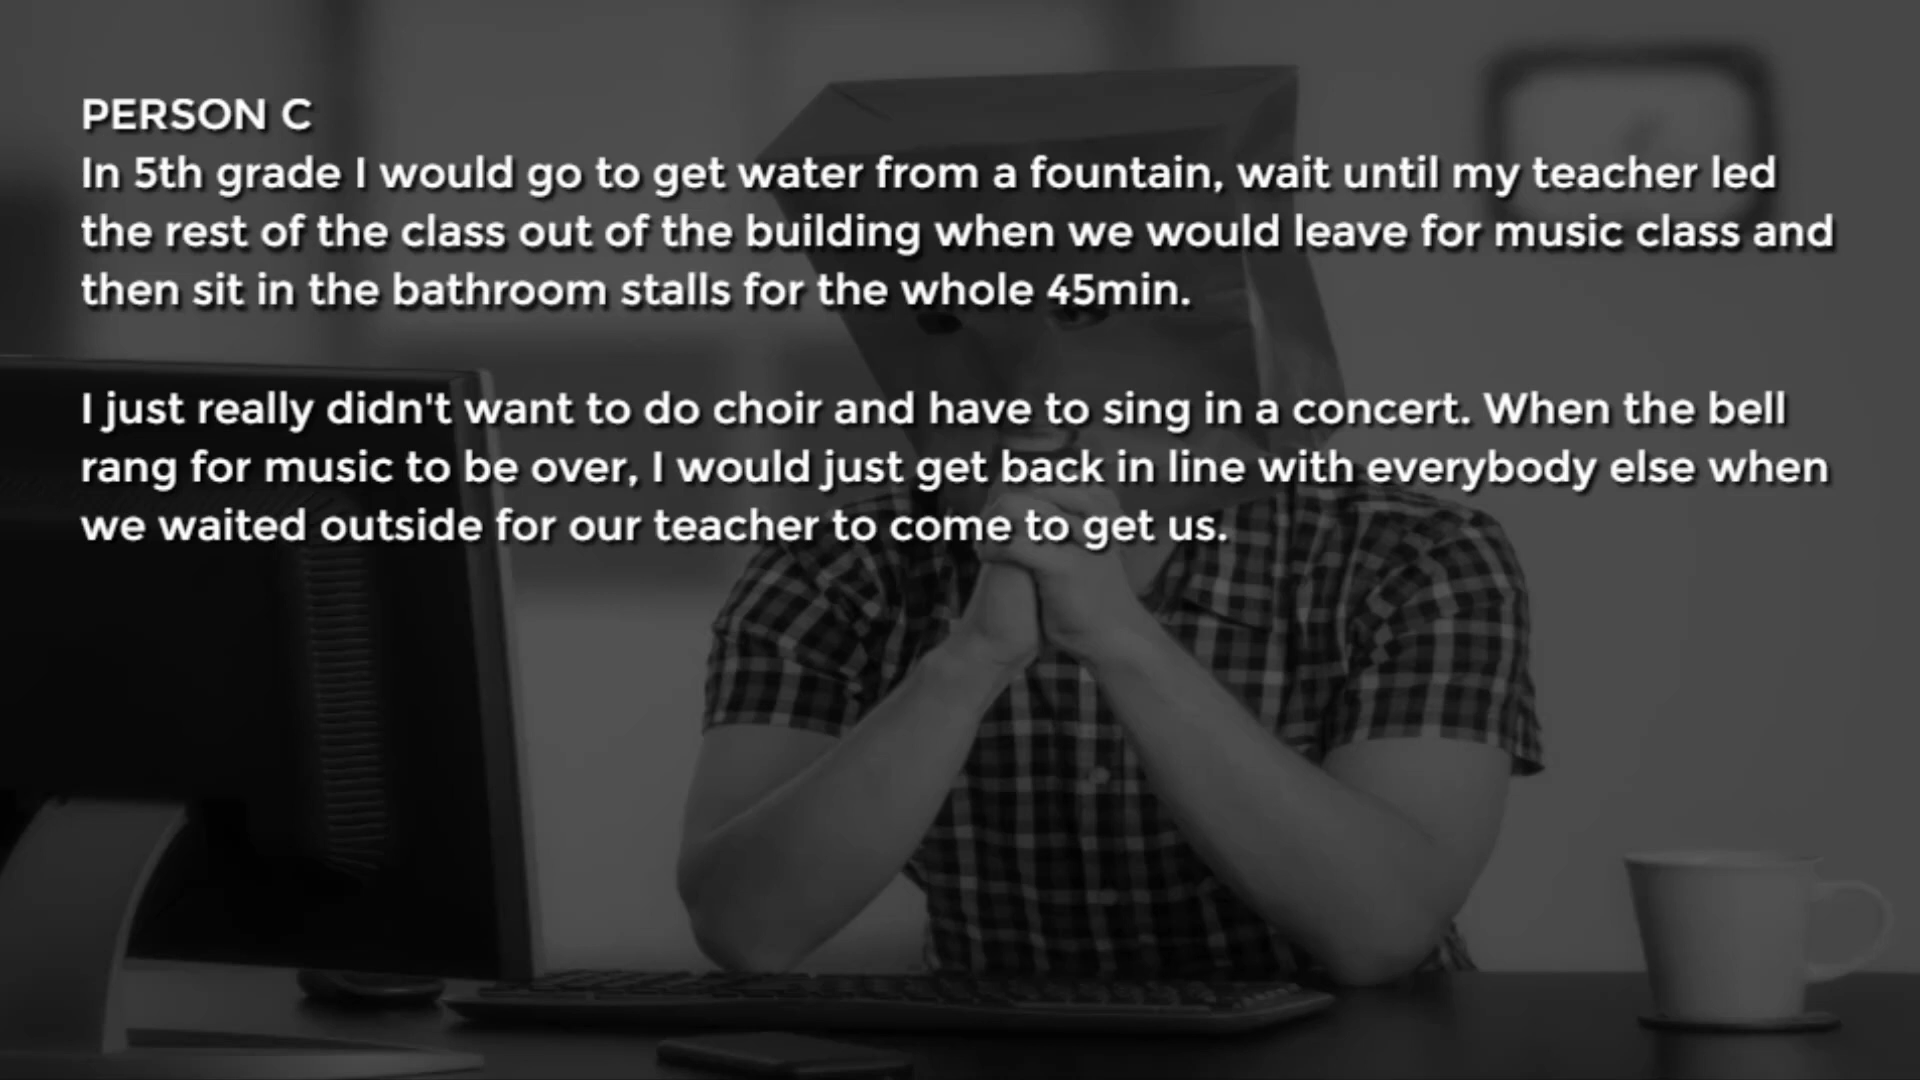 PERSON C
In 5th grade I would go to get water from a fountain, wait until my teacher led
the rest of the class out of the building when we would leave for music class and
then sit in the bathroom stalls for the whole 45min.
I just really didn't want to do choir and have to sing in a concert. When the bell
rang for music to be over, I would just get back in line with everybody else when
we waited outside for our teacher to come to get us.